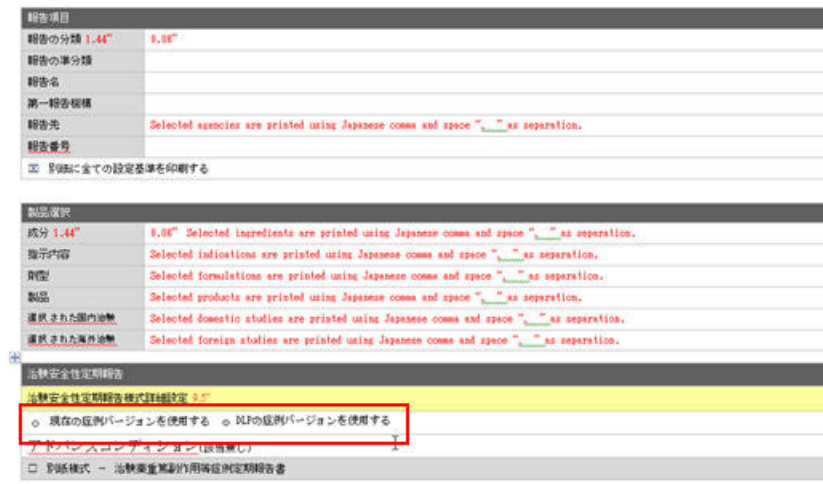 報告項目
報告の分類 1.44" 8.06"
報告の準分類
報告名
第一報告機構
報告先 Selected agencies are printed using Japanese comma and space "、 " as separation.
報告番号
別紙に全ての設定基準を印刷する
製品選択
成分 1.44" 8.06" Selected ingredients are printed using Japanese comma and space "、 " as separation.
指示内容 Selected indications are printed using Japanese comma and space "、 " as separation.
剤型 Selected formulations are printed using Japanese comma and space "、 " as separation.
製品 Selected products are printed using Japanese comma and space "、 " as separation.
選択された国内治験 Selected domestic studies are printed using Japanese comma and space "、 " as separation.
選択された海外治験 Selected foreign studies are printed using Japanese comma and space "、 " as separation.
治験安全性定期報告
治験安全性定期報告様式詳細設定 9.5"
○ 現在の症例バージョンを使用する ○ DLPの症例バージョンを使用する
アドバンスコンディション(該当無し)
□ 別紙様式 - 治験薬重篤副作用等症例定期報告書